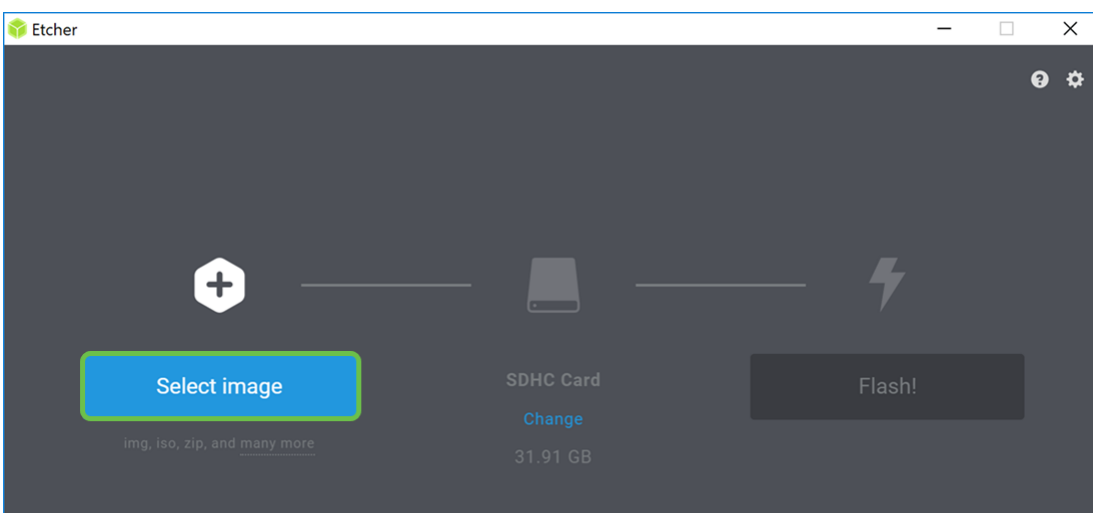 Etcher
Select image
img, iso, zip, and many more
SDHC Card
Change
31.91 GB
Flash!